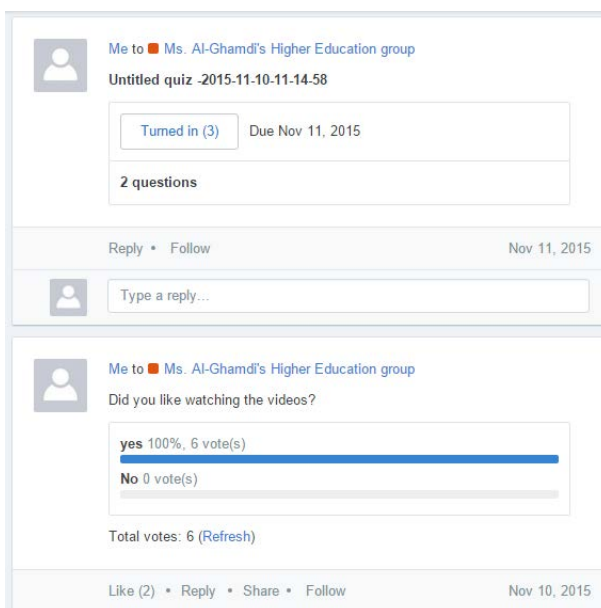 Me to Ms. Al-Ghamdi's Higher Education group
Untitled quiz -2015-11-10-11-14-58
Turned in (3) Due Nov 11, 2015
2 questions
Reply • Follow Nov 11, 2015
Type a reply...
Me to Ms. Al-Ghamdi's Higher Education group
Did you like watching the videos?
yes 100%, 6 vote(s)
No 0 vote(s)
Total votes: 6 (Refresh)
Like (2) • Reply • Share • Follow Nov 10, 2015